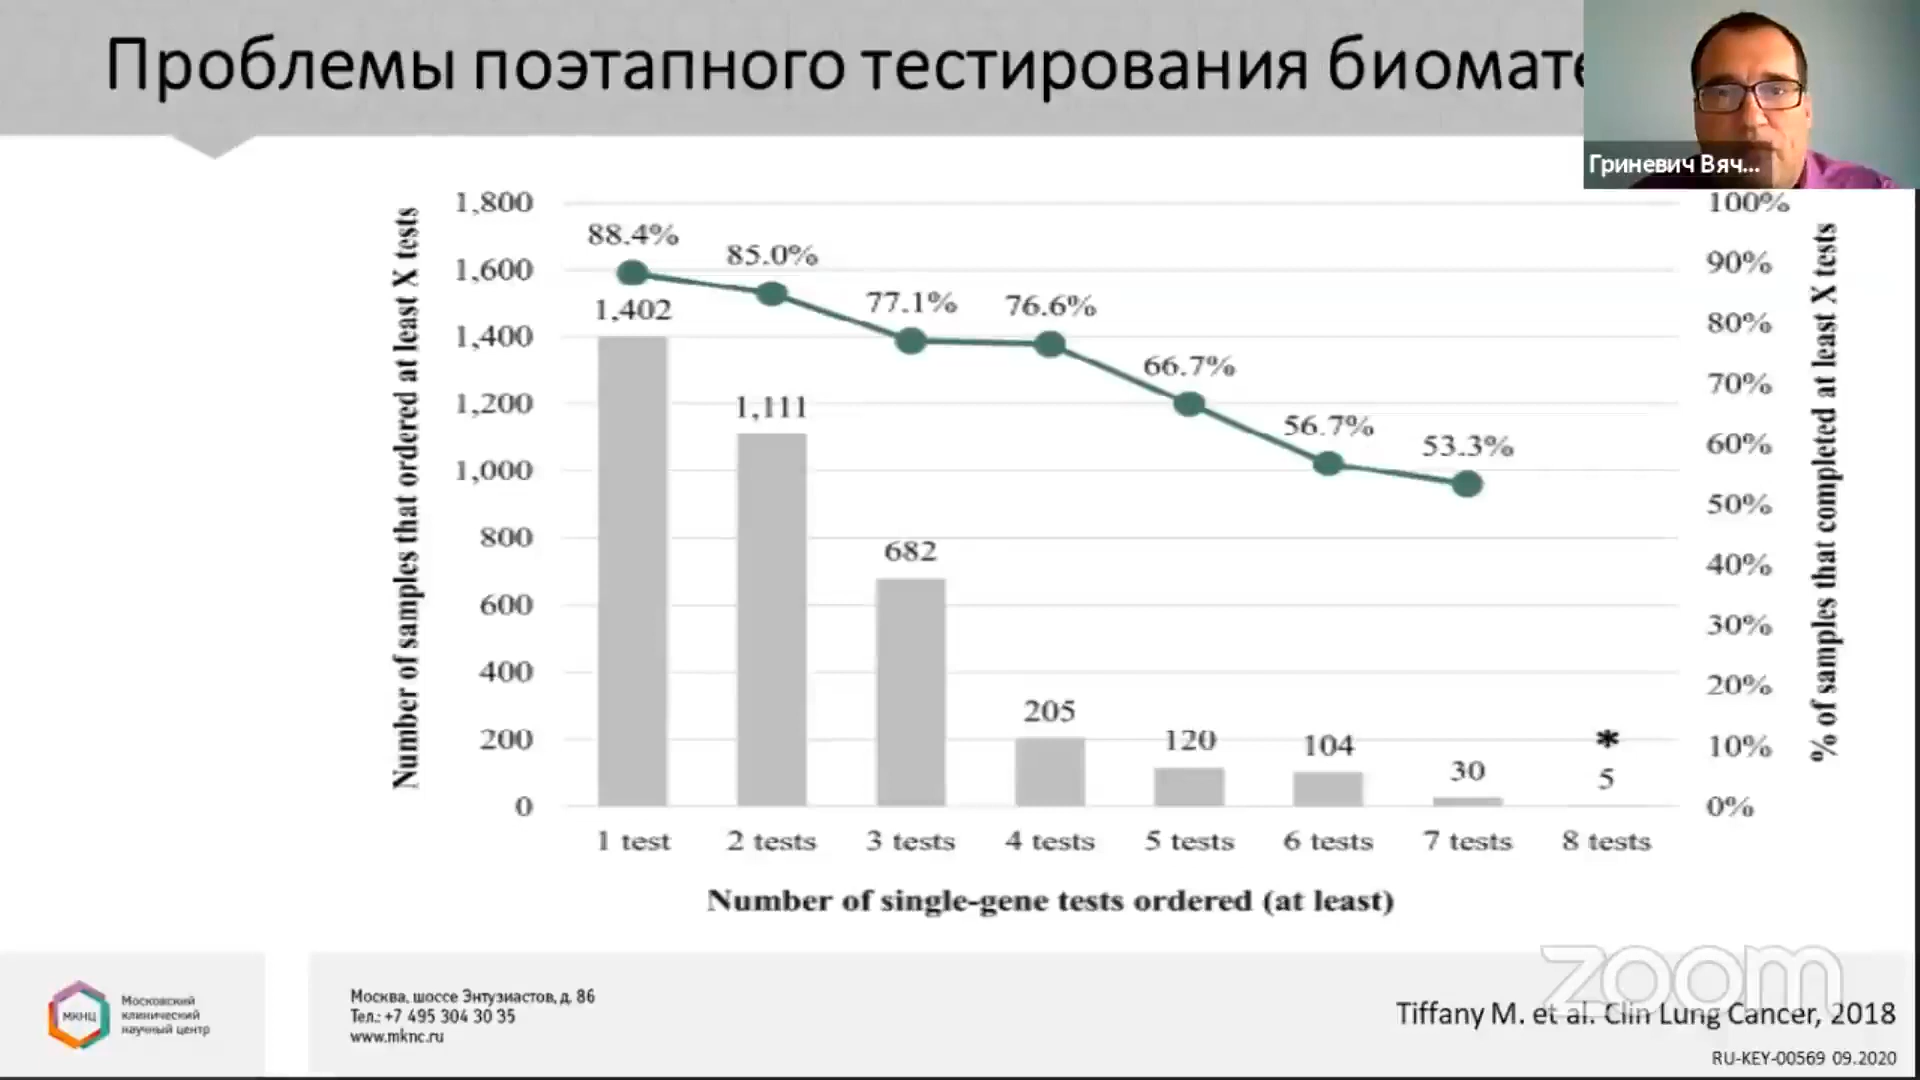 Проблемы поэтапного тестирования биомате
Гриневич Вяч...
Number of samples that ordered at least X tests
1,800
1,600
1,400
1,200
1,000
800
600
400
200
0
88.4%
85.0%
77.1%
76.6%
66.7%
56.7%
53.3%
1,402
1,111
682
205
120
104
30
*
5
100%
90%
80%
70%
60%
50%
40%
30%
20%
10%
0%
% of samples that completed at least X tests
1 test 2 tests 3 tests 4 tests 5 tests 6 tests 7 tests 8 tests
Number of single-gene tests ordered (at least)
МКНЦ
Московский
клинический
научный центр
Москва, шоссе Энтузиастов, д. 86
Тел.: +7 495 304 30 35
www.mknc.ru
zoom
Tiffany M. et al. Clin Lung Cancer, 2018
RU-KEY-00569 09.2020